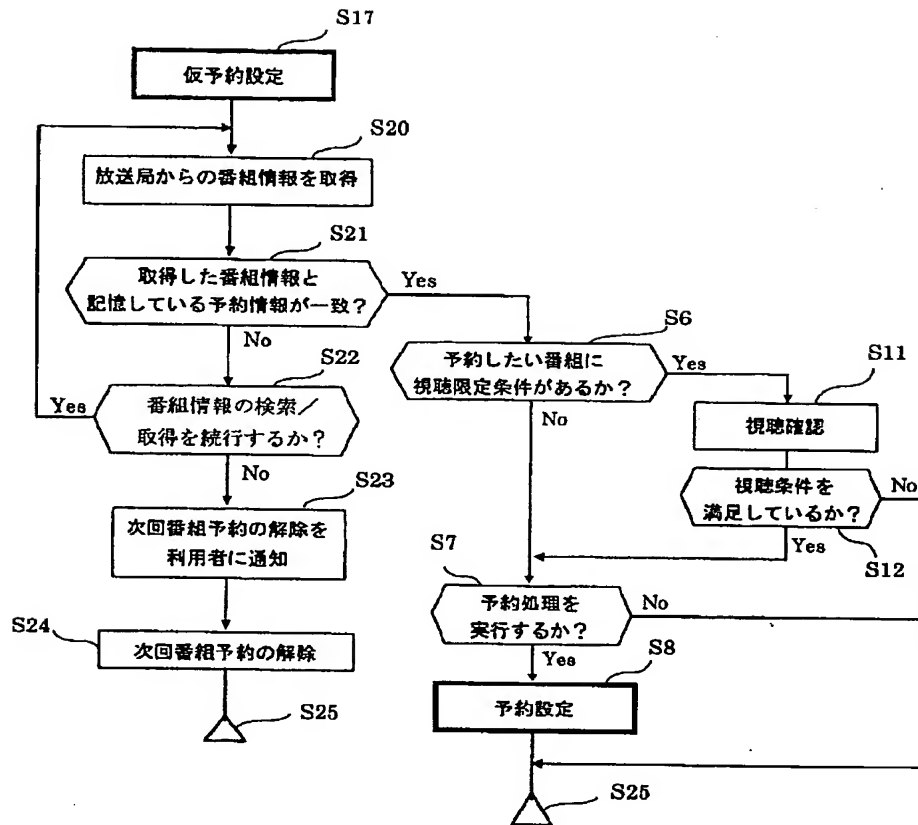 S17
仮予約設定
S20
放送局からの番組情報を取得
S21
取得した番組情報と
記憶している予約情報が一致?
Yes
No
S22
番組情報の検索/
取得を続行するか?
Yes
No
S23
次回番組予約の解除を
利用者に通知
S24
次回番組予約の解除
S25
S6
予約したい番組に
視聴限定条件があるか?
Yes
No
S11
視聴確認
視聴条件を
満足しているか?
No
Yes
S12
S7
予約処理を
実行するか?
No
Yes
S8
予約設定
S25